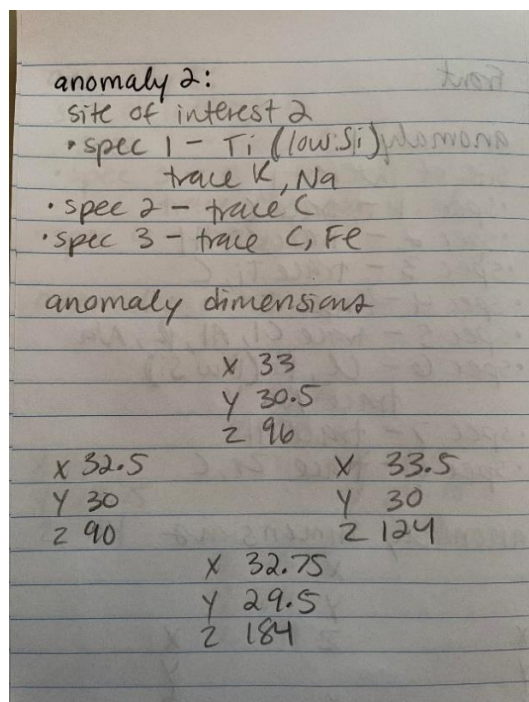 anomaly 2:
site of interest 2
• spec 1 - Ti (low Si)
trace K, Na
• spec 2 - trace C
• spec 3 - trace C, Fe
anomaly dimensions
X 33
Y 30.5
Z 96
X 32.5
Y 30
Z 90
X 33.5
Y 30
Z 124
X 32.75
Y 29.5
Z 184